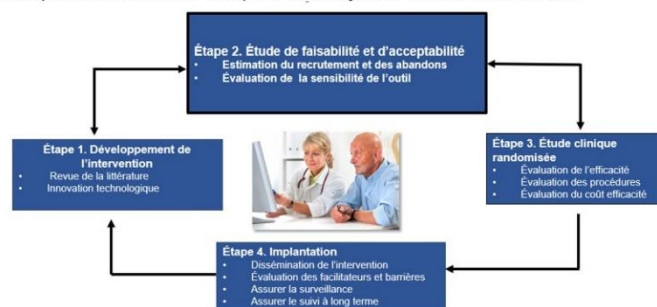 Étape 2. Étude de faisabilité et d'acceptabilité
• Estimation du recrutement et des abandons
• Évaluation de la sensibilité de l'outil
Étape 1. Développement de
l'intervention
• Revue de la littérature
• Innovation technologique
Étape 3. Étude clinique
randomisée
• Évaluation de l'efficacité
• Évaluation des procédures
• Évaluation du coût efficacité
Étape 4. Implantation
• Dissémination de l'intervention
• Évaluation des facilitateurs et barrières
• Assurer la surveillance
• Assurer le suivi à long terme